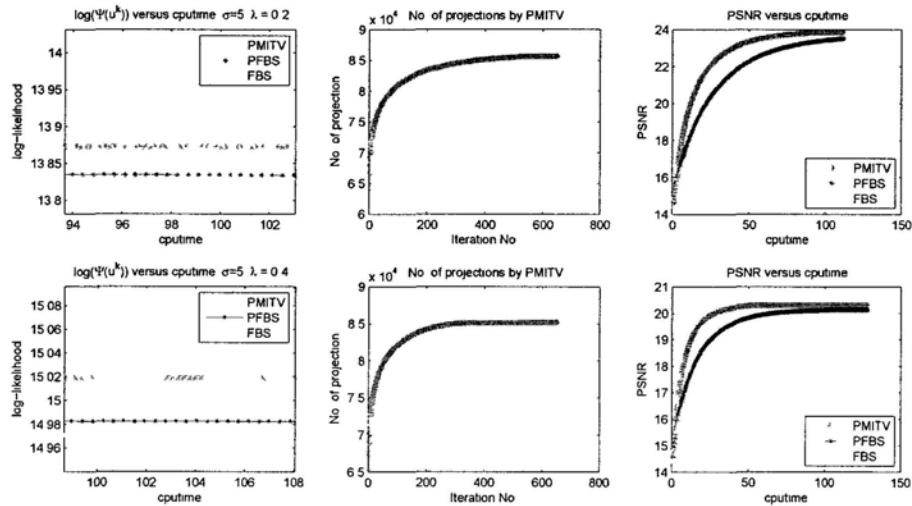 log(Ψ(u^k)) versus cputime σ=5 λ = 0 2
14
13 95
13 9
13 85
13 8
94 96 98 100 102
cputime
log-likelihood
PMITV
PFBS
FBS
No of projections by PMITV
x 10^4
9
8 5
8
7 5
7
6 5
6
0 200 400 600 800
Iteration No
No of projection
PSNR versus cputime
24
22
20
18
16
14
0 50 100 150
cputime
PSNR
PMITV
PFBS
FBS
log(Ψ(u^k)) versus cputime σ=5 λ = 0 4
15 08
15 06
15 04
15 02
15
14 98
14 96
100 102 104 106 108
cputime
log-likelihood
PMITV
PFBS
FBS
No of projections by PMITV
x 10^4
9
8 5
8
7 5
7
6 5
0 200 400 600 800
Iteration No
No of projection
PSNR versus cputime
21
20
19
18
17
16
15
14
0 50 100 150
cputime
PSNR
PMITV
PFBS
FBS